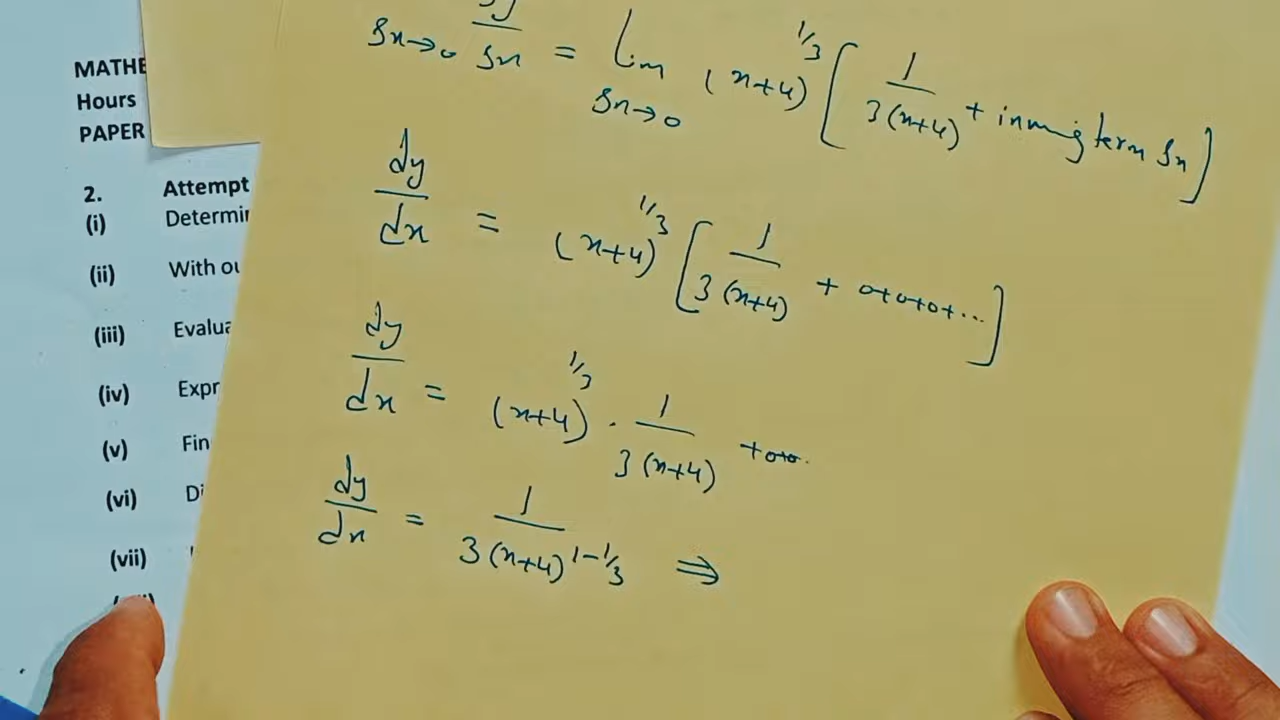 MATHE
Hours
PAPER
2. Attempt
(i) Determin
(ii) With ou
(iii) Evalua
(iv) Expr
(v) Fin
(vi) Di
(vii)
δx→0 δy/δx = Lim δx→0 (x+4)^1/3 [1/3(x+4) + term δx]
dy/dx = (x+4)^1/3 [1/3(x+4) + 0+0+0+...]
dy/dx = (x+4)^1/3 . 1/3(x+4) +0+0..
dy/dx = 1/3(x+4)^1-1/3 ⇒